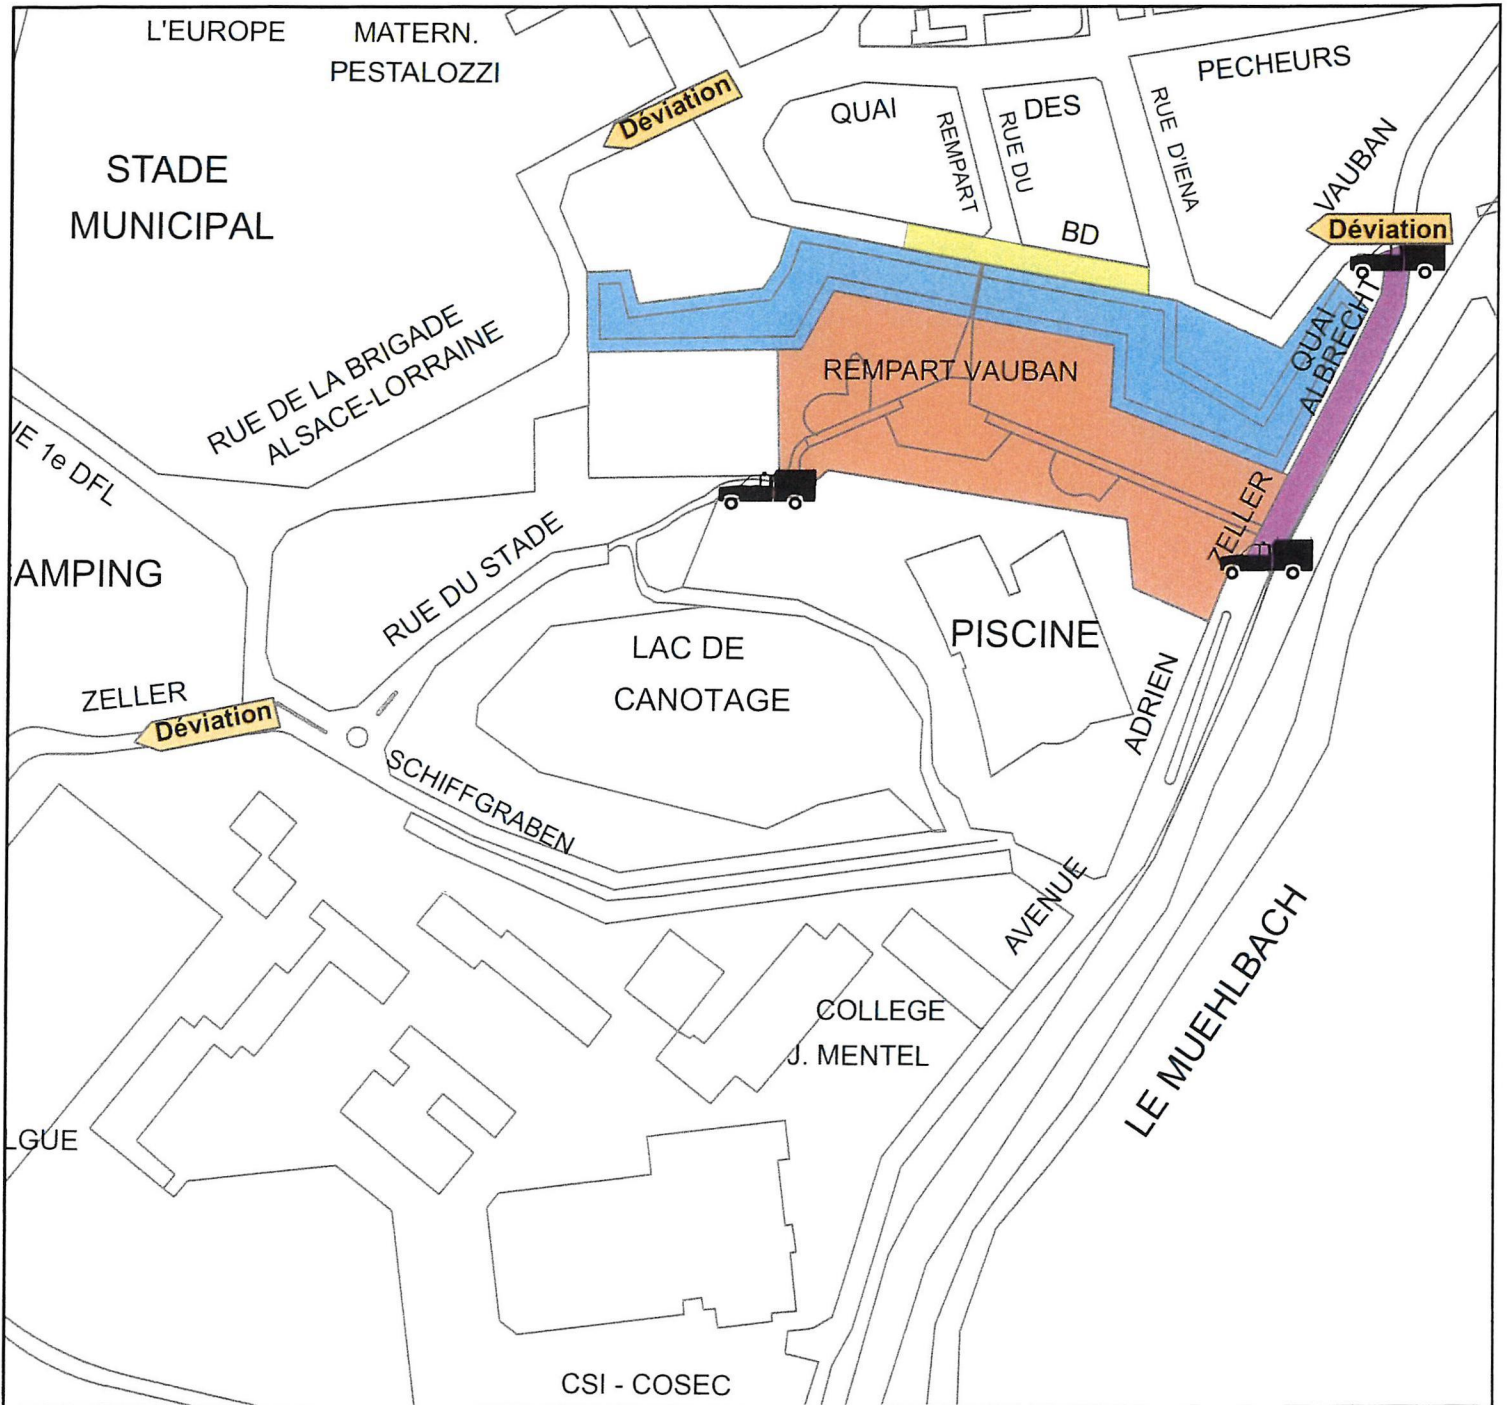 L'EUROPE
MATERN.
PESTALOZZI
PECHEURS
Déviation
QUAI
DES
REMPART
RUE DU
RUE D'IENA
VAUBAN
STADE
MUNICIPAL
BD
Déviation
QUAI
ALBRECHT
RUE DE LA BRIGADE
ALSACE-LORRAINE
REMPART VAUBAN
1e DFL
ZELLER
AMPING
RUE DU STADE
LAC DE
CANOTAGE
PISCINE
ZELLER
Déviation
ADRIEN
SCHIFFGRABEN
AVENUE
LE MUEHLBACH
COLLEGE
J. MENTEL
LGUE
CSI - COSEC